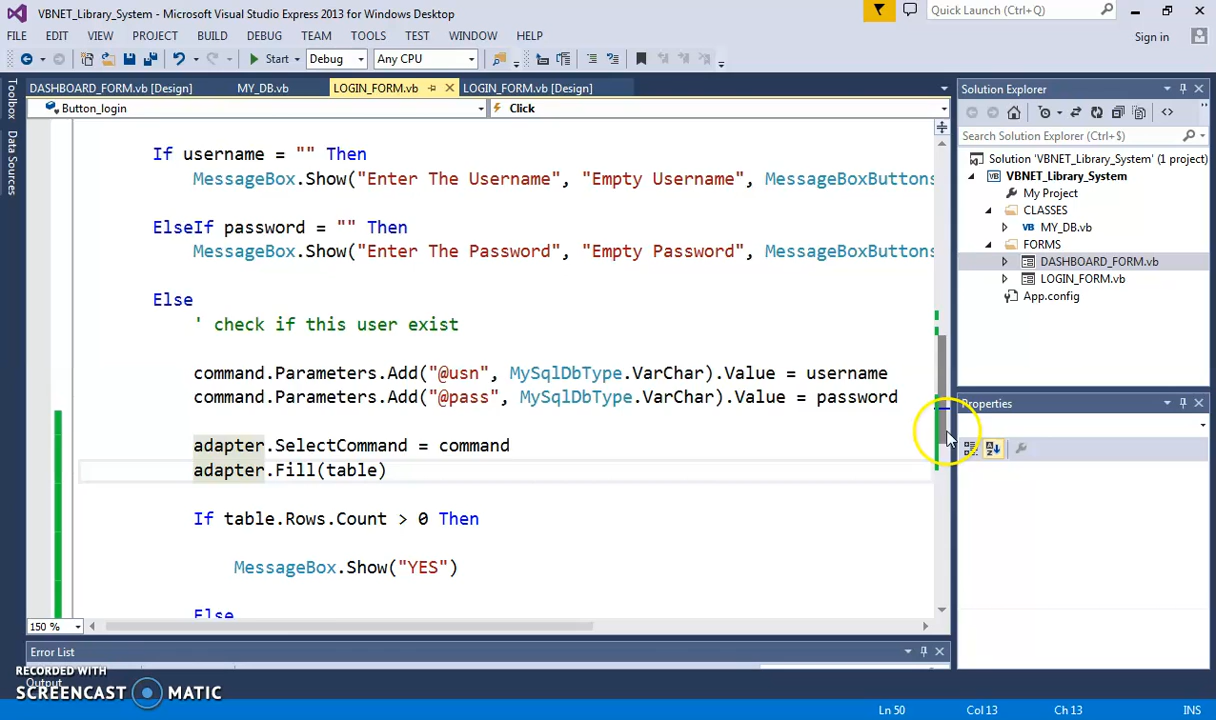 VBNET_Library_System - Microsoft Visual Studio Express 2013 for Windows Desktop
Quick Launch (Ctrl+Q)
FILE EDIT VIEW PROJECT BUILD DEBUG TEAM TOOLS TEST WINDOW HELP
Sign in
Start Debug Any CPU
Toolbox
Data Sources
DASHBOARD_FORM.vb [Design] MY_DB.vb LOGIN_FORM.vb LOGIN_FORM.vb [Design]
Button_login Click
If username = "" Then
MessageBox.Show("Enter The Username", "Empty Username", MessageBoxButtons
ElseIf password = "" Then
MessageBox.Show("Enter The Password", "Empty Password", MessageBoxButtons
Else
' check if this user exist
command.Parameters.Add("@usn", MySqlDbType.VarChar).Value = username
command.Parameters.Add("@pass", MySqlDbType.VarChar).Value = password
adapter.SelectCommand = command
adapter.Fill(table)
If table.Rows.Count > 0 Then
MessageBox.Show("YES")
Else
150 %
Error List
Output
RECORDED WITH
SCREENCAST MATIC
Solution Explorer
Search Solution Explorer (Ctrl+$)
Solution 'VBNET_Library_System' (1 project)
VBNET_Library_System
My Project
CLASSES
MY_DB.vb
FORMS
DASHBOARD_FORM.vb
LOGIN_FORM.vb
App.config
Properties
Ln 50 Col 13 Ch 13 INS